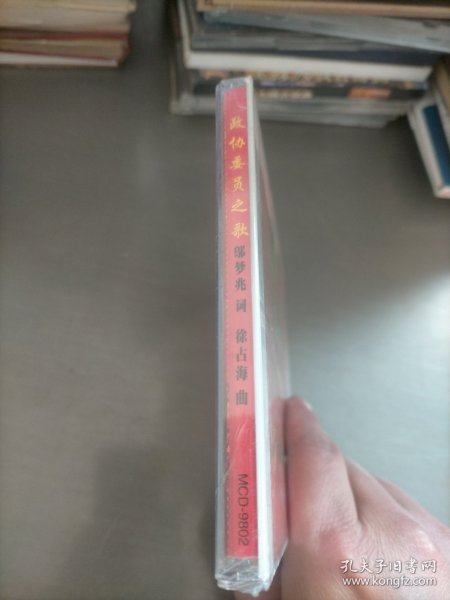 政协委员之歌
邬梦兆 词 徐占海 曲
MCD-9802
孔夫子旧书网
www.kongfz.com